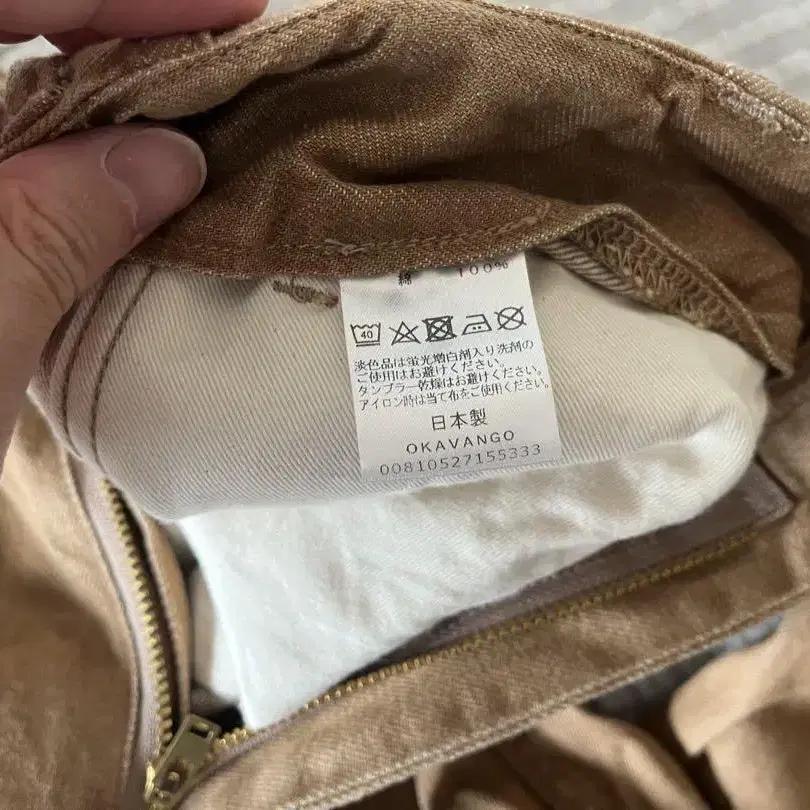 綿 100%
40
淡色品は蛍光増白剤入り洗剤の
ご使用はお避けください。
タンブラー乾燥はお避けください。
アイロン時は当て布をご使用ください。
日本製
OKAVANGO
00810527155333